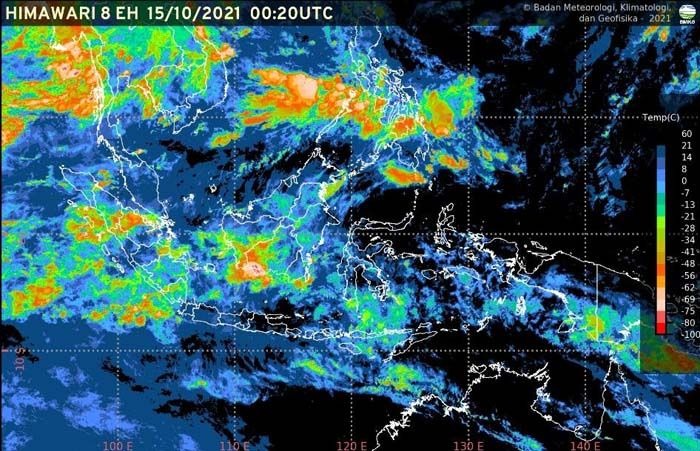 HIMAWARI 8 EH 15/10/2021 00:20UTC
© Badan Meteorologi, Klimatologi,
dan Geofisika - 2021
BMKG
Temp(C)
60
21
14
8
0
-13
-21
-28
-34
-41
-48
-56
-62
-69
-75
-80
-100
10 S
100 E
110 E
120 E
130 E
140 E